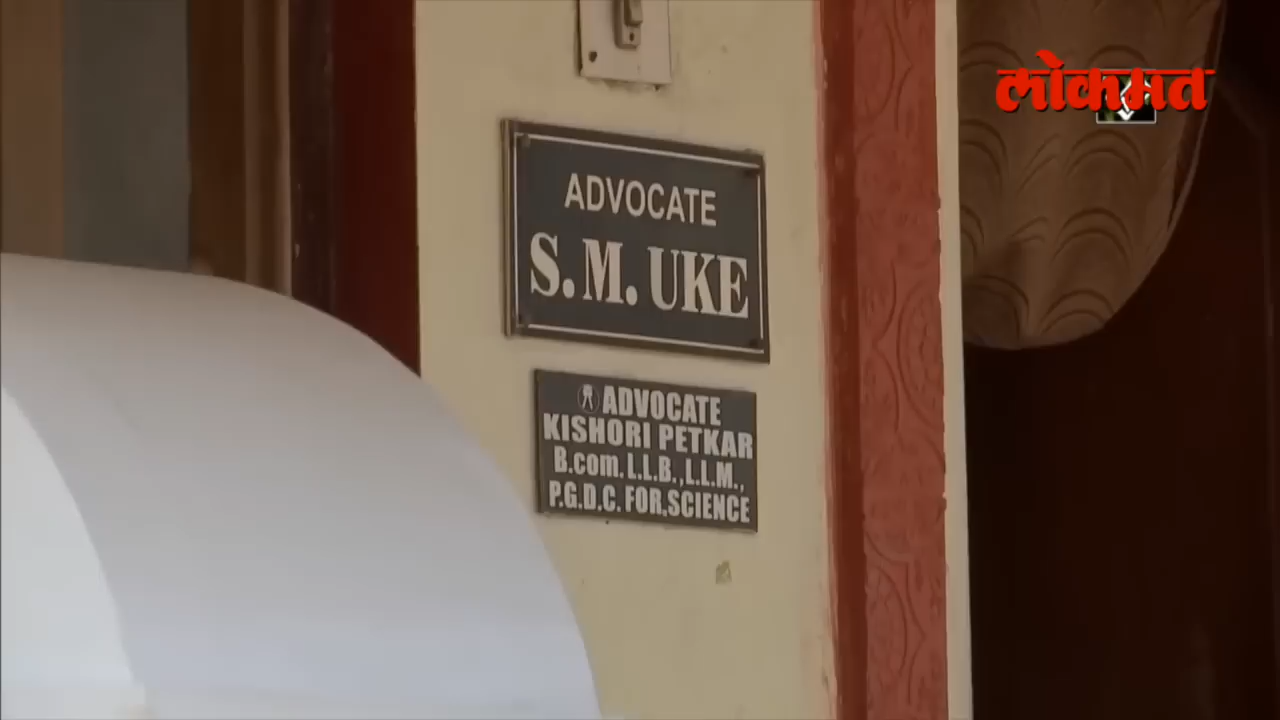 लोकमत
ADVOCATE
S. M. UKE
ADVOCATE
KISHORI PETKAR
B.com. L.L.B., L.L.M.,
P.G.D.C. FOR,SCIENCE